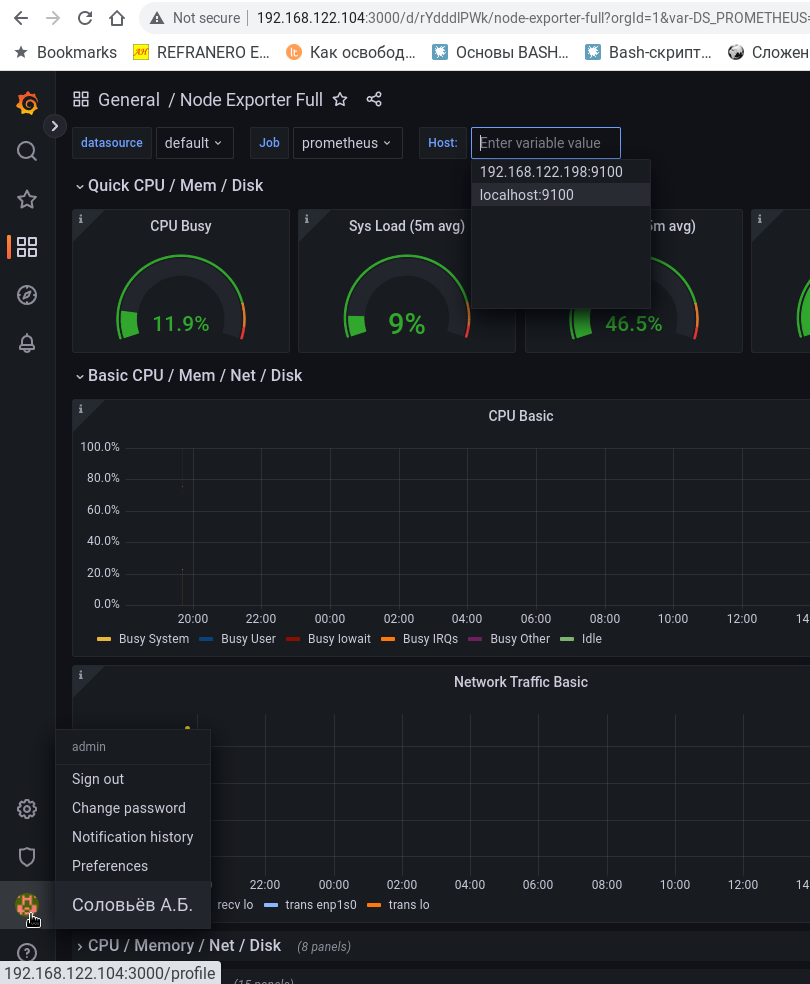 Not secure 192.168.122.104:3000/d/rYdddlPWk/node-exporter-full?orgId=1&var-DS_PROMETHEUS=
Bookmarks REFRANERO E… Как освобод… Основы BASH… Bash-скрипт… Сложен
General / Node Exporter Full
datasource default Job prometheus Host: Enter variable value
192.168.122.198:9100
localhost:9100
Quick CPU / Mem / Disk
CPU Busy Sys Load (5m avg) 5m avg)
11.9% 9% 46.5%
Basic CPU / Mem / Net / Disk
CPU Basic
100.0%
80.0%
60.0%
40.0%
20.0%
0.0%
20:00 22:00 00:00 02:00 04:00 06:00 08:00 10:00 12:00 14
Busy System Busy User Busy Iowait Busy IRQs Busy Other Idle
Network Traffic Basic
admin
Sign out
Change password
Notification history
Preferences
Соловьёв А.Б.
22:00 00:00 02:00 04:00 06:00 08:00 10:00 12:00 14
recv lo trans enp1s0 trans lo
CPU / Memory / Net / Disk (8 panels)
192.168.122.104:3000/profile (15 panels)